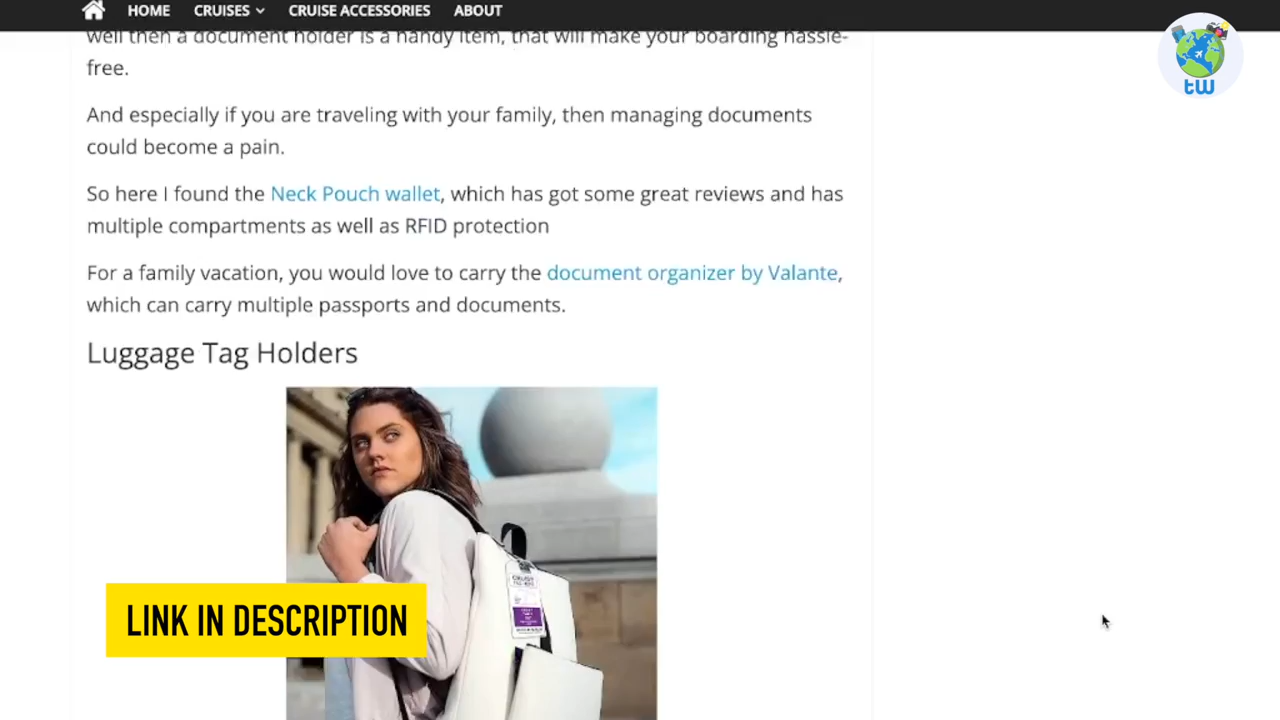 HOME CRUISES CRUISE ACCESSORIES ABOUT
tw
well then a document holder is a handy item, that will make your boarding hassle-
free.
And especially if you are traveling with your family, then managing documents
could become a pain.
So here I found the Neck Pouch wallet, which has got some great reviews and has
multiple compartments as well as RFID protection
For a family vacation, you would love to carry the document organizer by Valante,
which can carry multiple passports and documents.
Luggage Tag Holders
LINK IN DESCRIPTION